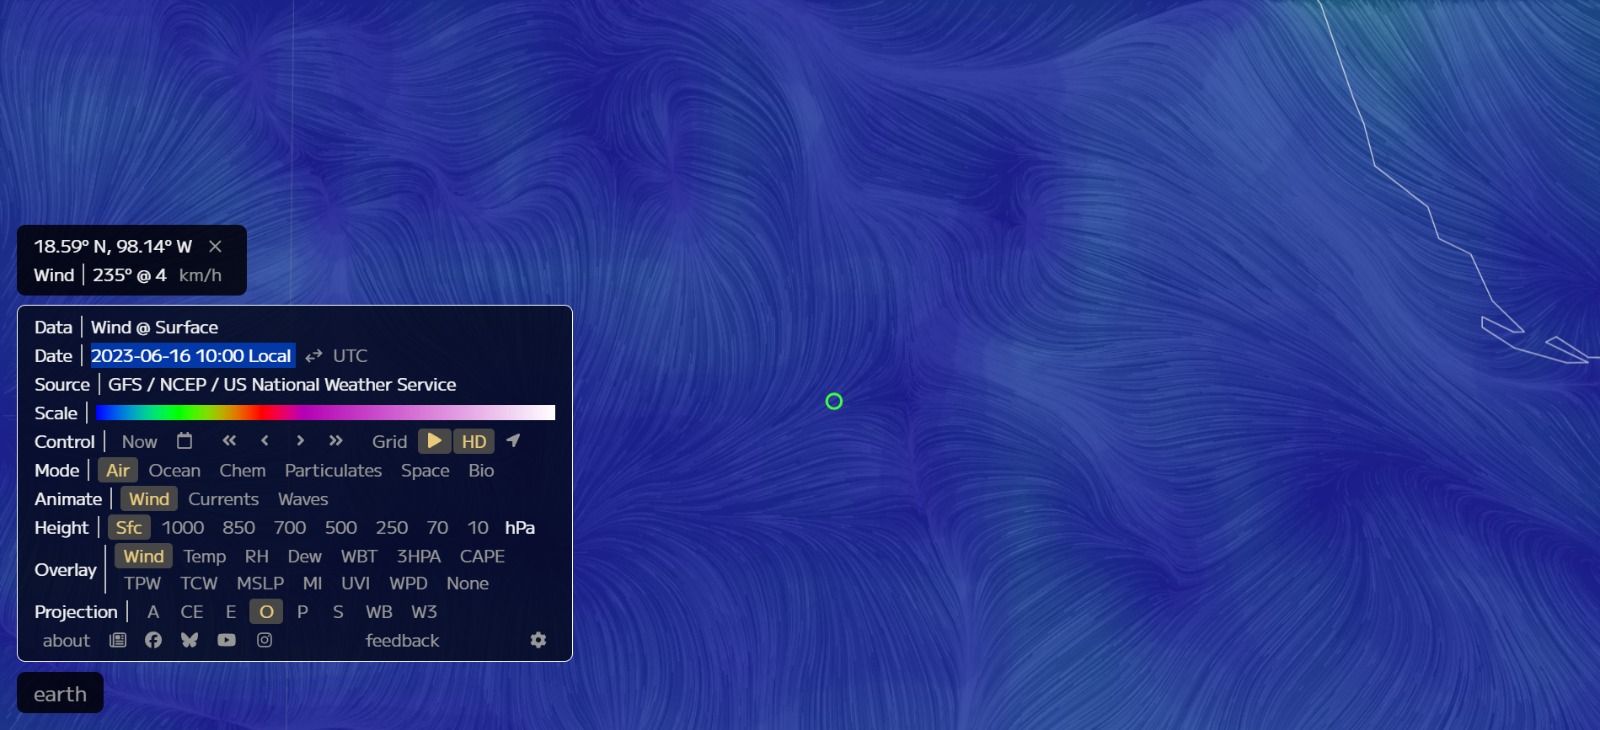 18.59° N, 98.14° W ×
Wind | 235° @ 4 km/h
Data | Wind @ Surface
Date | 2023-06-16 10:00 Local ⇄ UTC
Source | GFS / NCEP / US National Weather Service
Scale |
Control | Now « ‹ › » Grid HD
Mode | Air Ocean Chem Particulates Space Bio
Animate | Wind Currents Waves
Height | Sfc 1000 850 700 500 250 70 10 hPa
Overlay | Wind Temp RH Dew WBT 3HPA CAPE
TPW TCW MSLP MI UVI WPD None
Projection | A CE E O P S WB W3
about feedback
earth